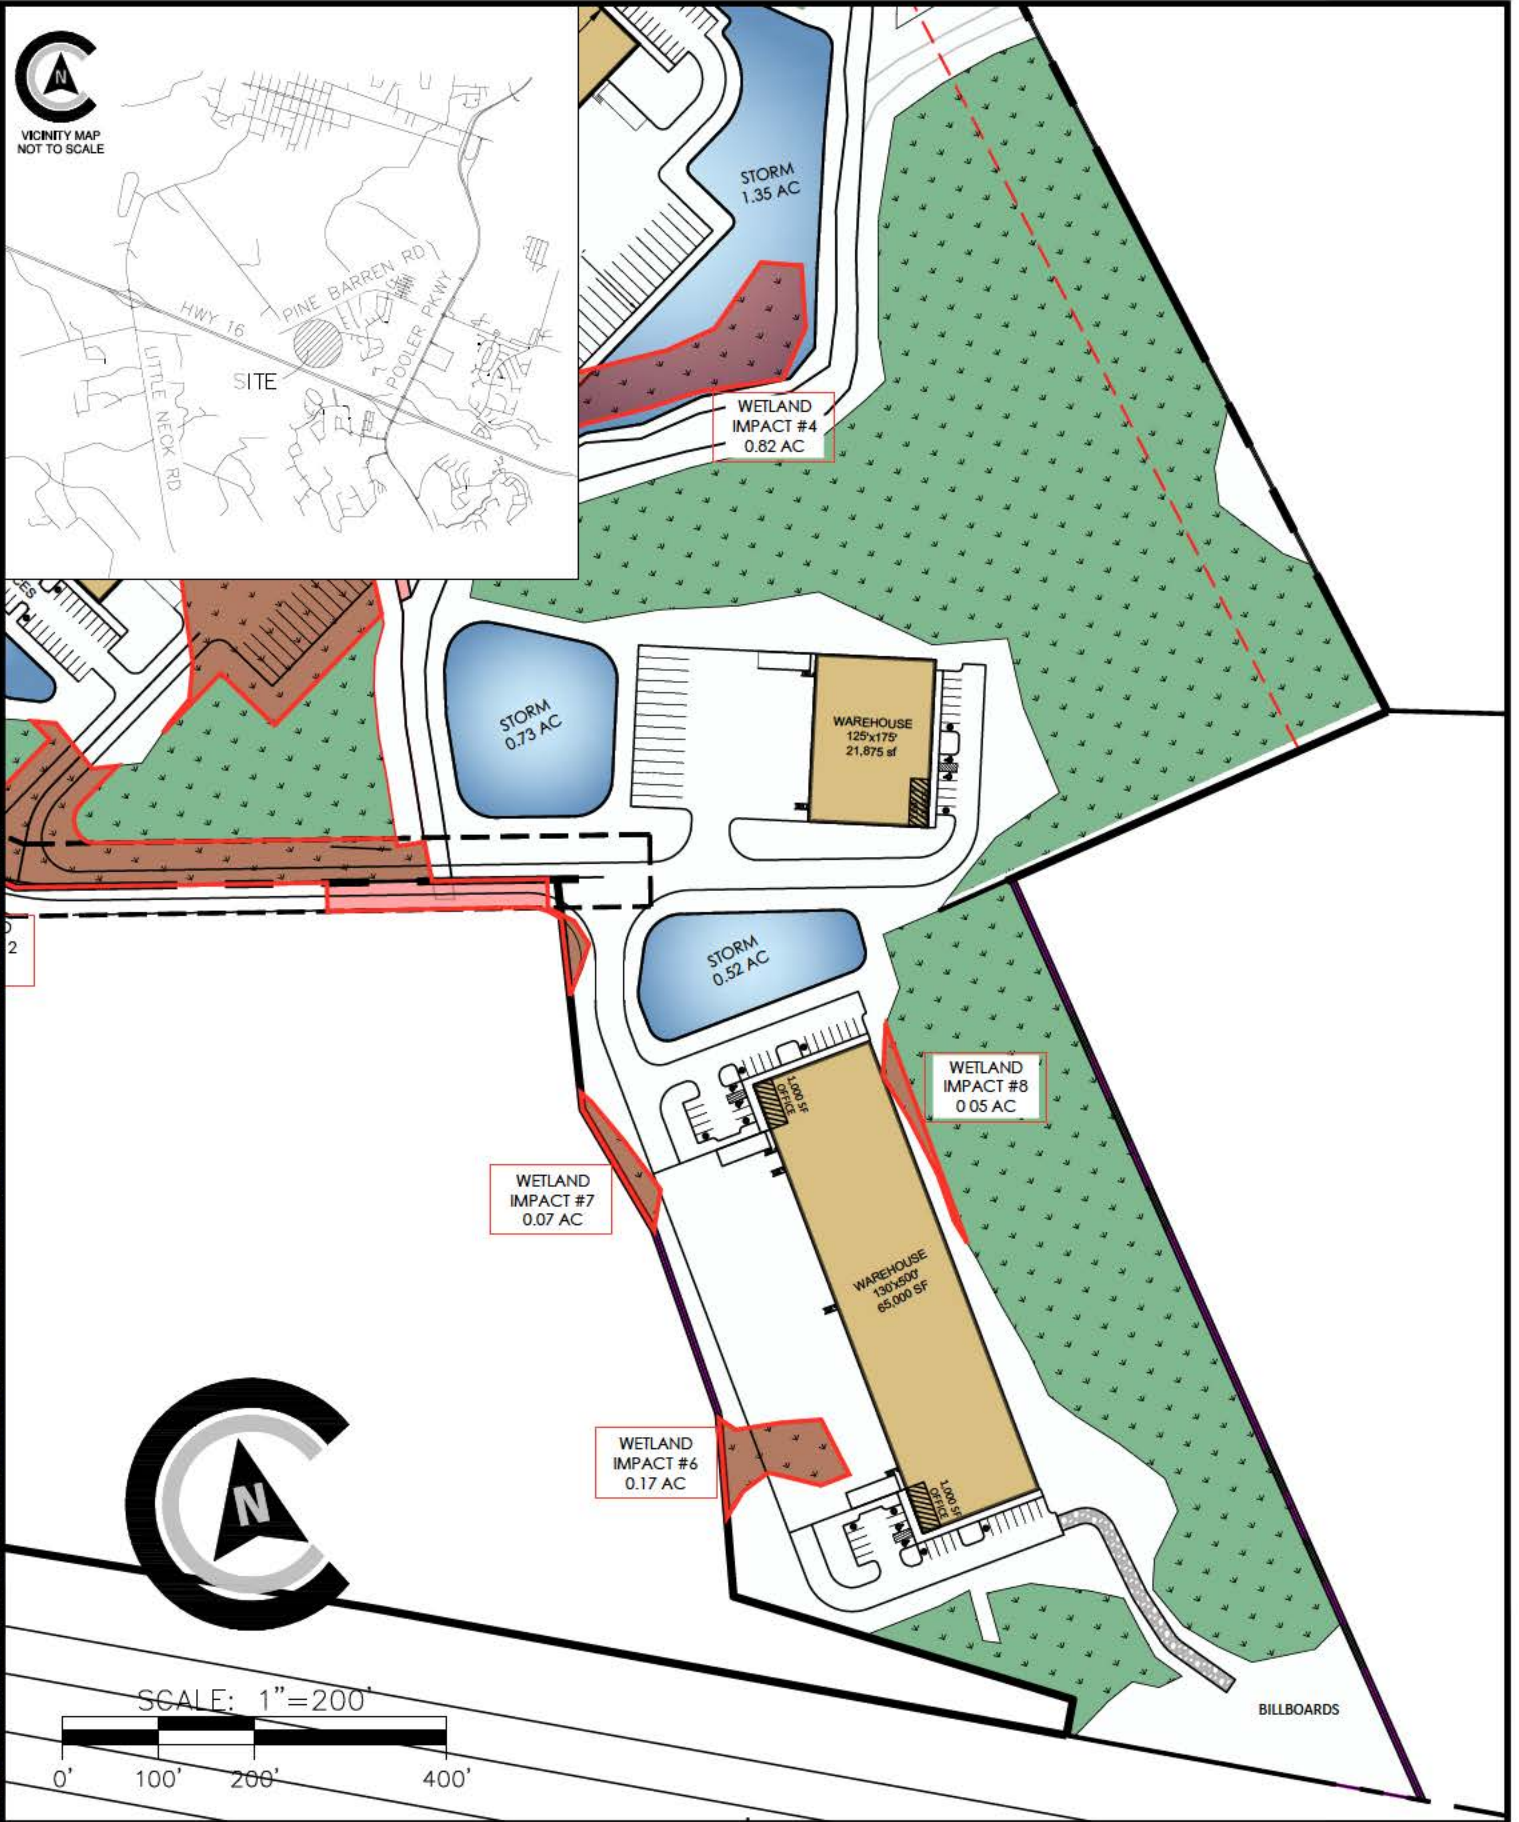 N
VICINITY MAP
NOT TO SCALE
HWY 16
PINE BARREN RD
POOLER PKWY
LITTLE NECK RD
SITE
STORM
1.35 AC
WETLAND
IMPACT #4
0.82 AC
CES
STORM
0.73 AC
WAREHOUSE
125'x175'
21,875 sf
2
STORM
0.52 AC
1,000 SF
OFFICE
WETLAND
IMPACT #8
0 05 AC
WETLAND
IMPACT #7
0.07 AC
WAREHOUSE
130'x500'
65,000 SF
WETLAND
IMPACT #6
0.17 AC
1,000 SF
OFFICE
N
SCALE: 1"=200'
0' 100' 200' 400'
BILLBOARDS